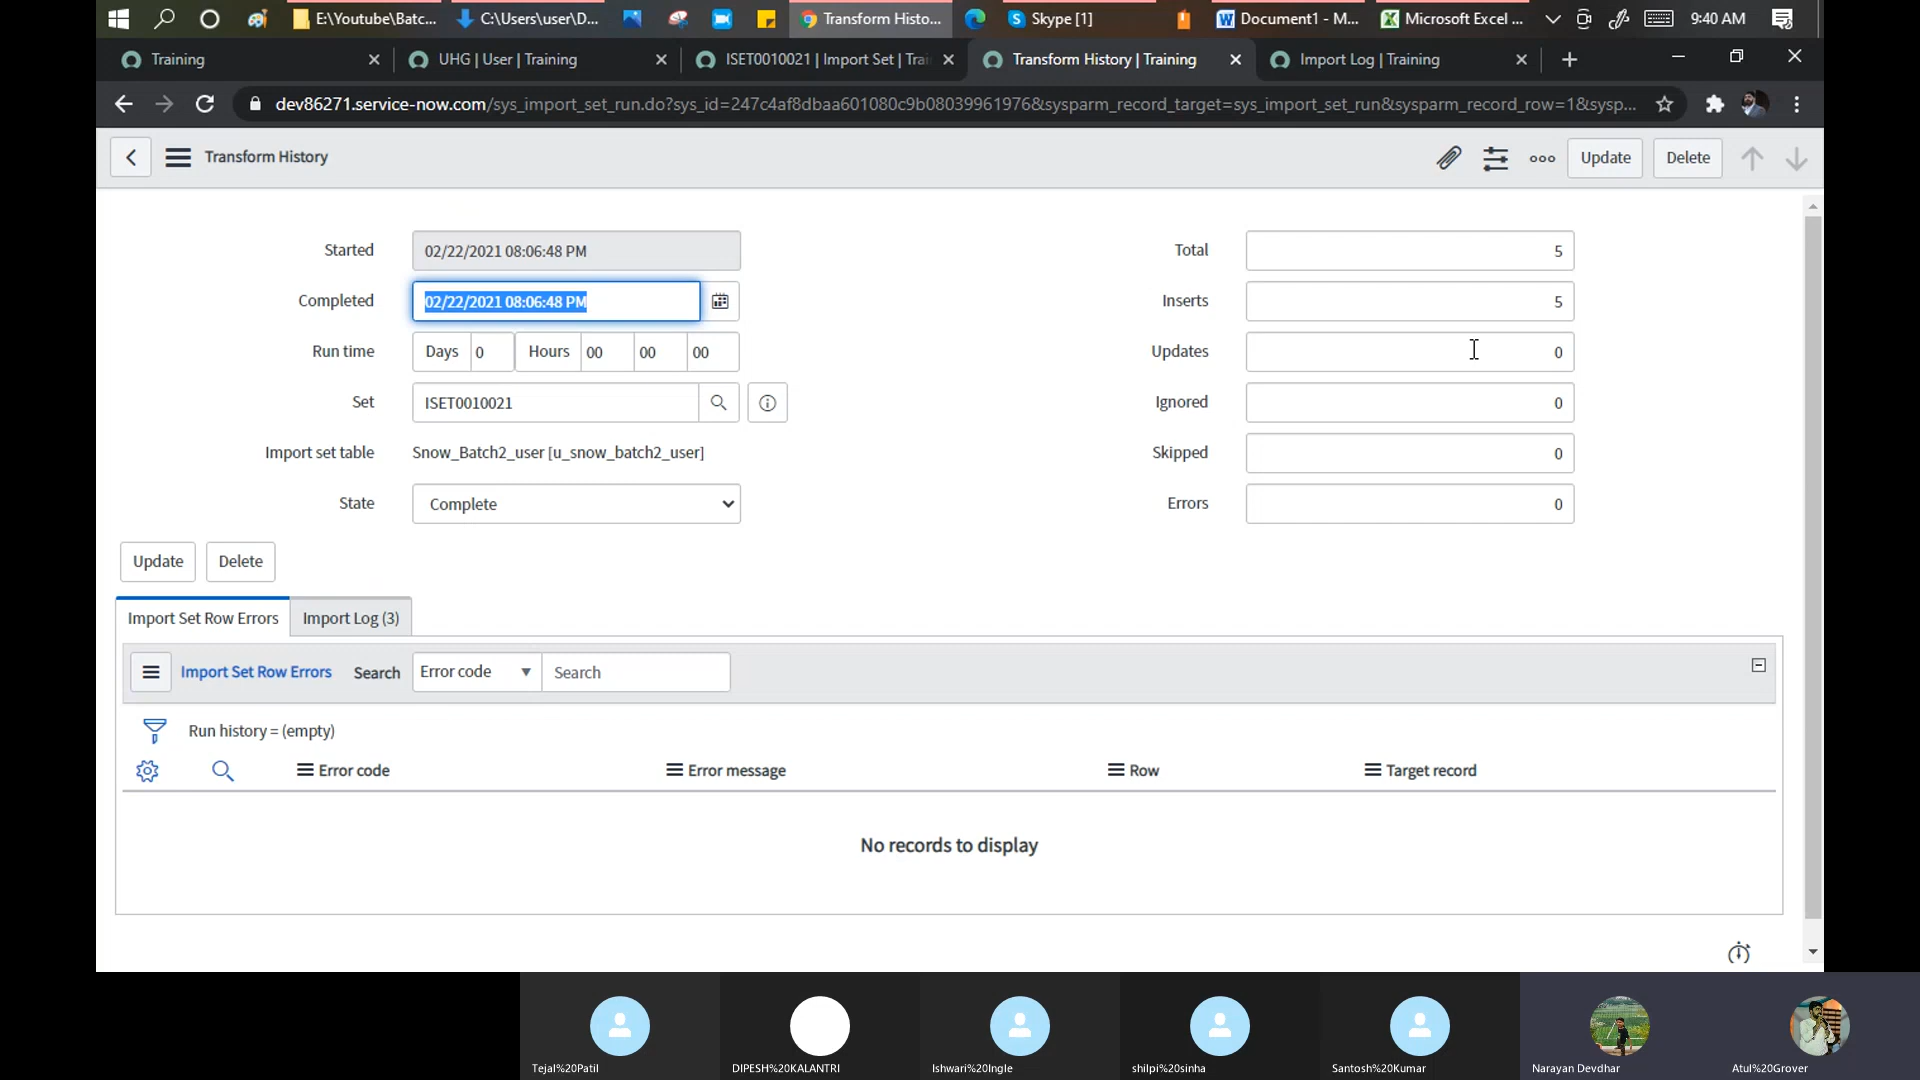 E:\Youtube\Batc...
C:\Users\user\D...
Transform Histo...
Skype [1]
Document1 - M...
Microsoft Excel ...
9:40 AM
Training
UHG | User | Training
ISET0010021 | Import Set | Trai
Transform History | Training
Import Log | Training
dev86271.service-now.com/sys_import_set_run.do?sys_id=247c4af8dbaa601080c9b08039961976&sysparm_record_target=sys_import_set_run&sysparm_record_row=1&sysp...
Transform History
Update
Delete
Started
02/22/2021 08:06:48 PM
Total
5
Completed
02/22/2021 08:06:48 PM
Inserts
5
Run time
Days 0 Hours 00 00 00
Updates
0
Set
ISET0010021
Ignored
0
Import set table
Snow_Batch2_user [u_snow_batch2_user]
Skipped
0
State
Complete
Errors
0
Update
Delete
Import Set Row Errors
Import Log (3)
Import Set Row Errors
Search
Error code
Search
Run history = (empty)
Error code
Error message
Row
Target record
No records to display
Tejal%20Patil
DIPESH%20KALANTRI
Ishwari%20Ingle
shilpi%20sinha
Santosh%20Kumar
Narayan Devdhar
Atul%20Grover